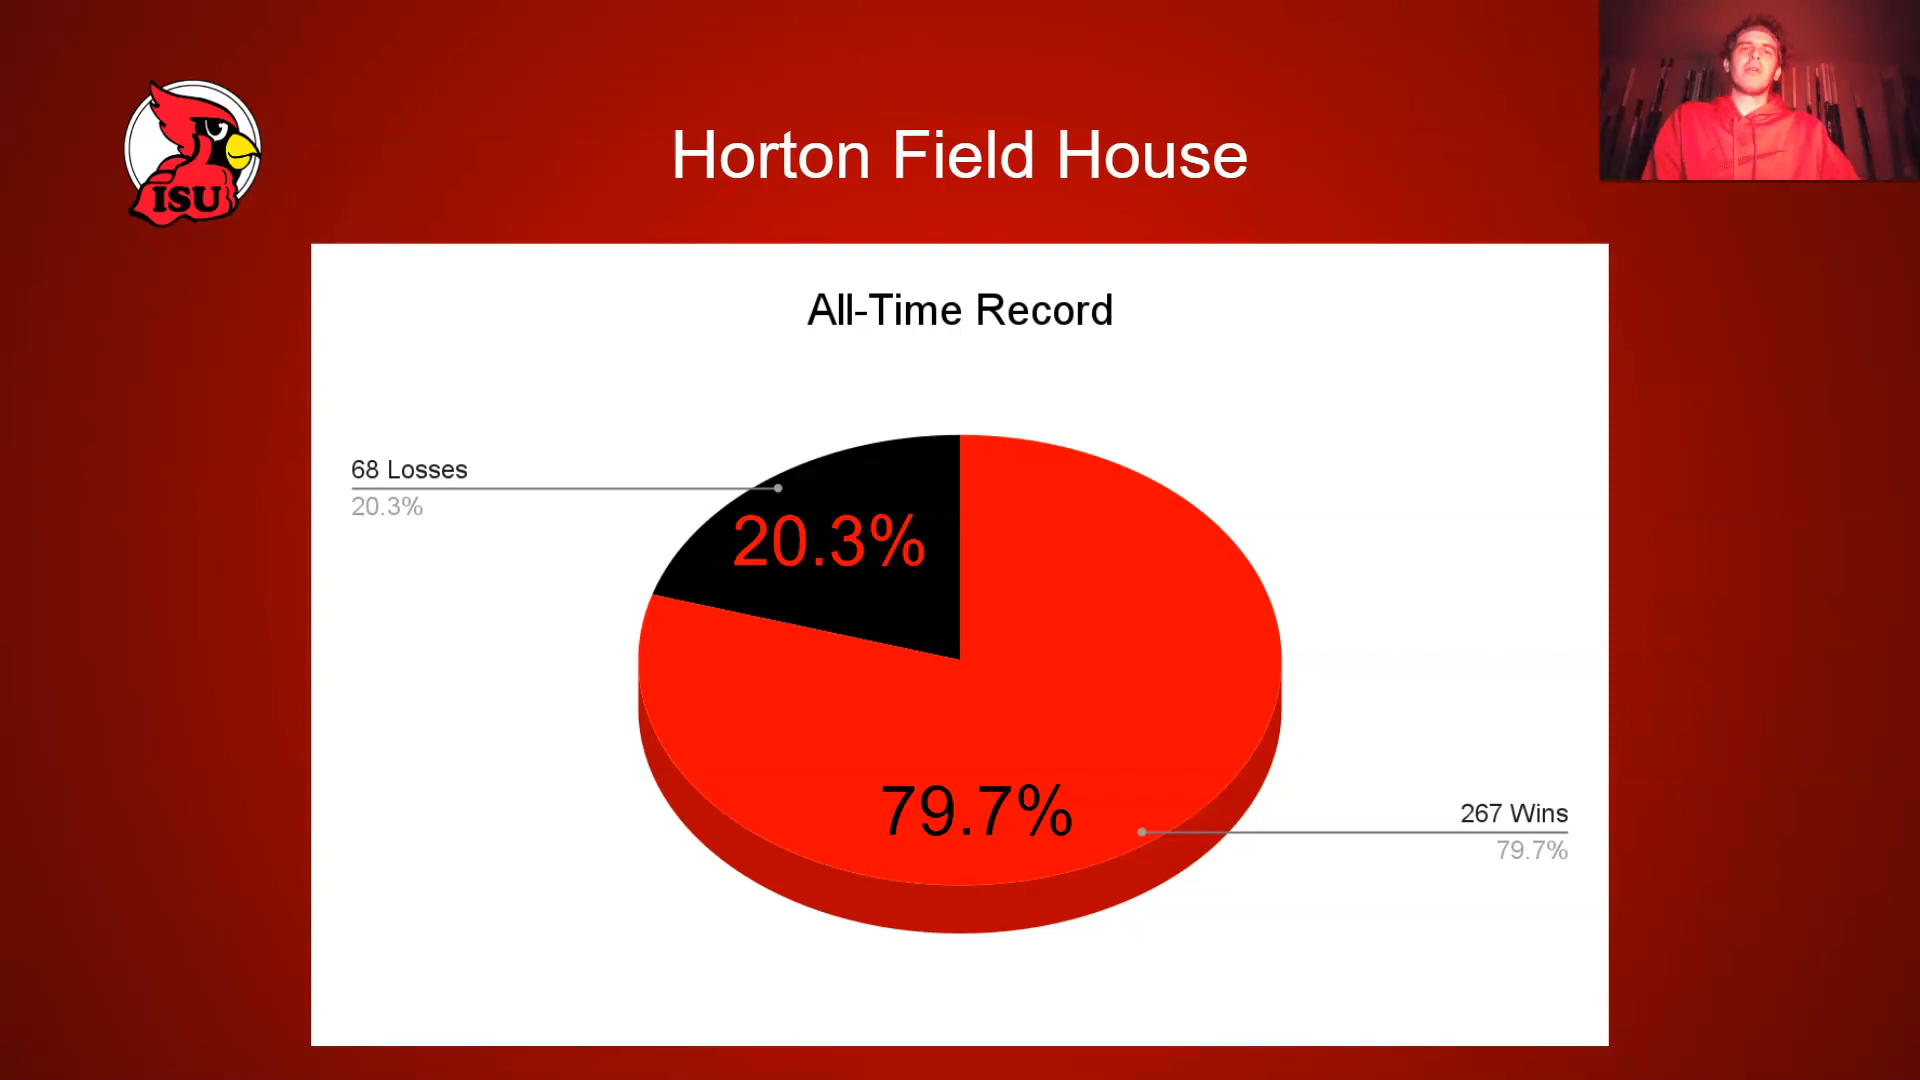 ISU
Horton Field House
All-Time Record
68 Losses
20.3%
20.3%
79.7%
267 Wins
79.7%